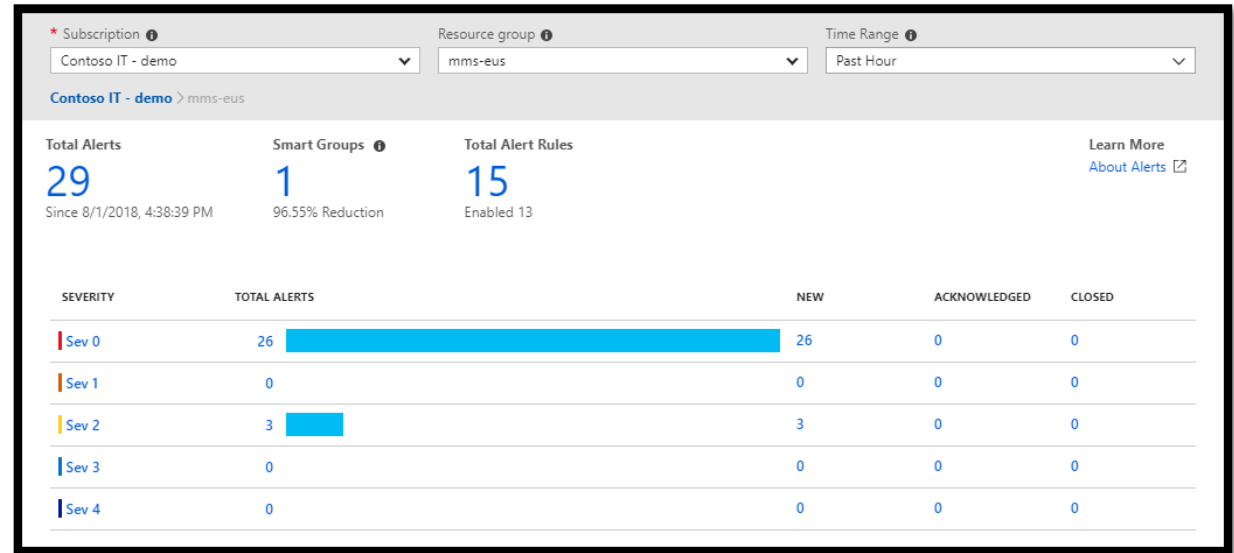 * Subscription Resource group Time Range
Contoso IT - demo mms-eus Past Hour
Contoso IT - demo > mms-eus
Total Alerts Smart Groups Total Alert Rules Learn More
29 1 15 About Alerts
Since 8/1/2018, 4:38:39 PM 96.55% Reduction Enabled 13
SEVERITY TOTAL ALERTS NEW ACKNOWLEDGED CLOSED
Sev 0 26 26 0 0
Sev 1 0 0 0 0
Sev 2 3 3 0 0
Sev 3 0 0 0 0
Sev 4 0 0 0 0